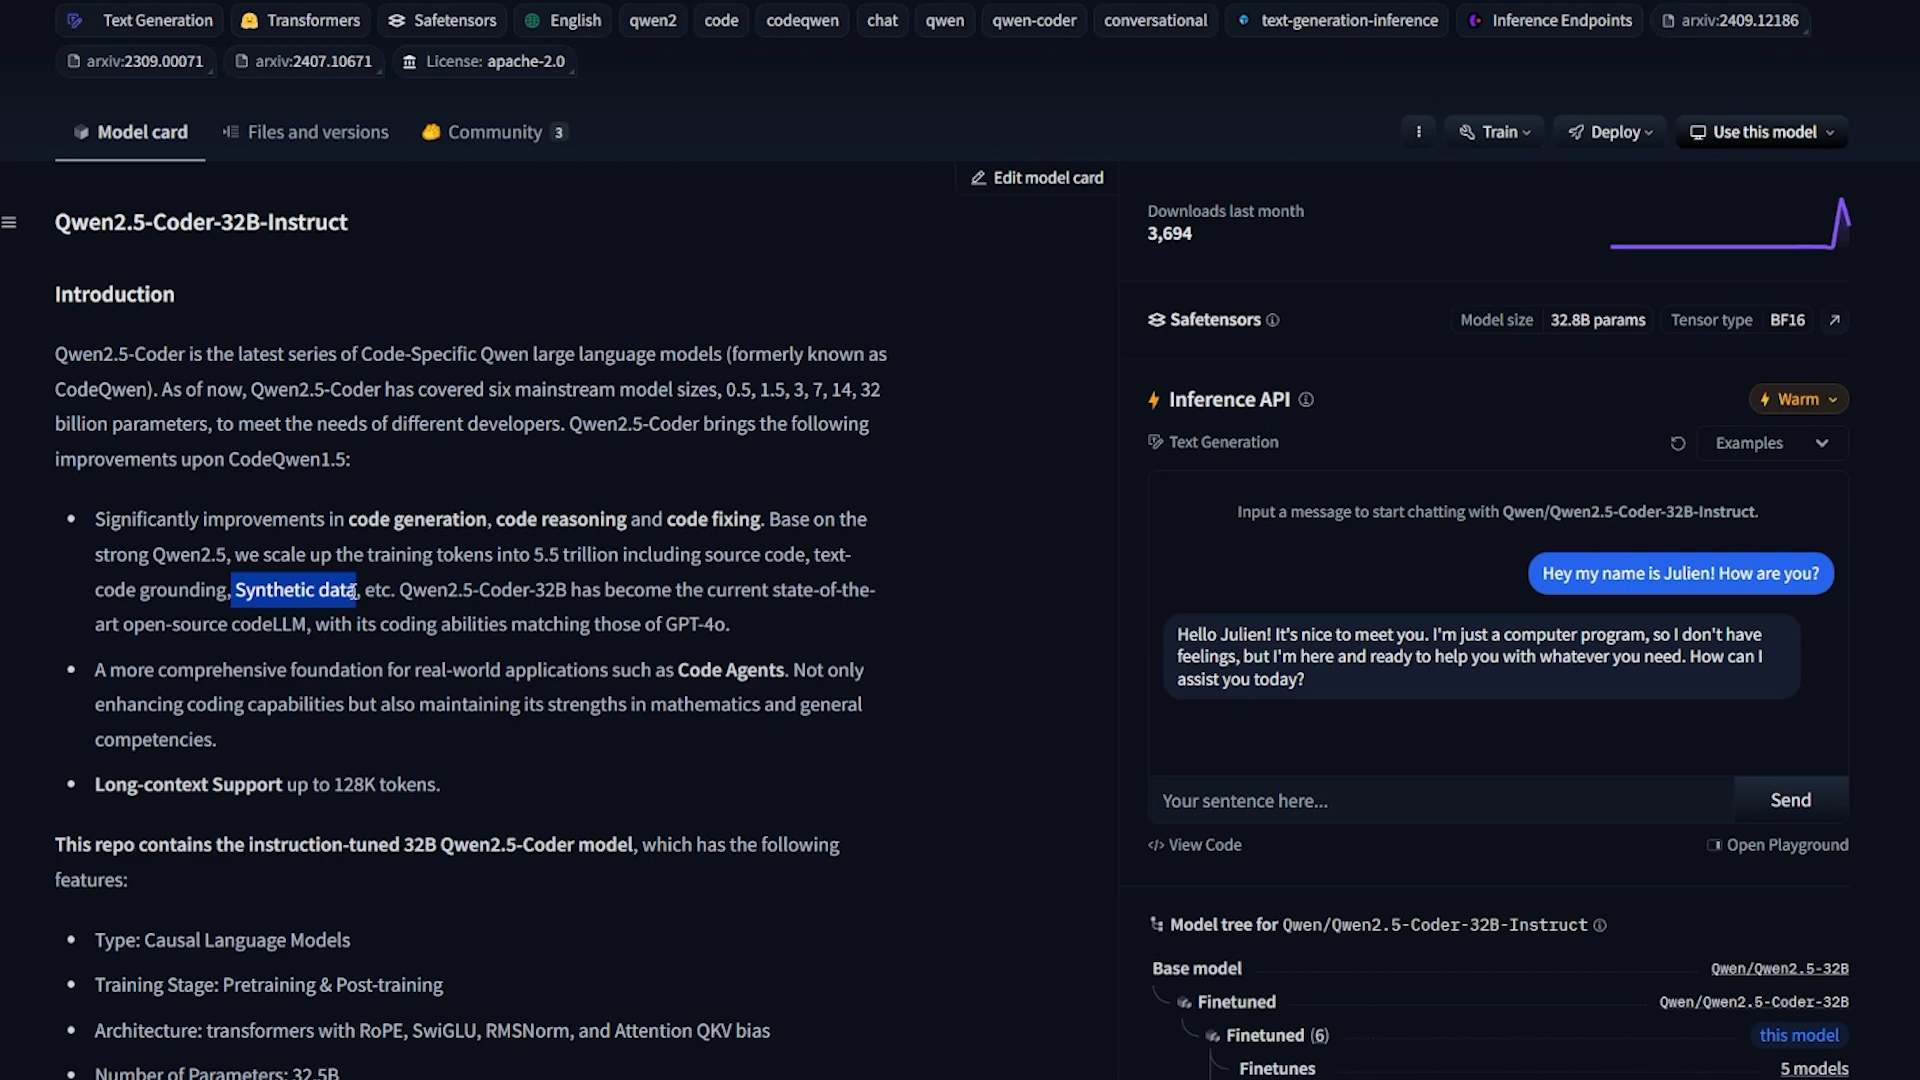 Text Generation Transformers Safetensors English qwen2 code codeqwen chat qwen qwen-coder conversational text-generation-inference Inference Endpoints arxiv:2409.12186
arxiv:2309.00071 arxiv:2407.10671 License: apache-2.0
Model card Files and versions Community 3 Train Deploy Use this model
Edit model card
Qwen2.5-Coder-32B-Instruct
Introduction
Qwen2.5-Coder is the latest series of Code-Specific Qwen large language models (formerly known as
CodeQwen). As of now, Qwen2.5-Coder has covered six mainstream model sizes, 0.5, 1.5, 3, 7, 14, 32
billion parameters, to meet the needs of different developers. Qwen2.5-Coder brings the following
improvements upon CodeQwen1.5:
Significantly improvements in code generation, code reasoning and code fixing. Base on the
strong Qwen2.5, we scale up the training tokens into 5.5 trillion including source code, text-
code grounding, Synthetic data, etc. Qwen2.5-Coder-32B has become the current state-of-the-
art open-source codeLLM, with its coding abilities matching those of GPT-4o.
A more comprehensive foundation for real-world applications such as Code Agents. Not only
enhancing coding capabilities but also maintaining its strengths in mathematics and general
competencies.
Long-context Support up to 128K tokens.
This repo contains the instruction-tuned 32B Qwen2.5-Coder model, which has the following
features:
Type: Causal Language Models
Training Stage: Pretraining & Post-training
Architecture: transformers with RoPE, SwiGLU, RMSNorm, and Attention QKV bias
Number of Parameters: 32.5B
Downloads last month
3,694
Safetensors Model size 32.8B params Tensor type BF16
Inference API Warm
Text Generation Examples
Input a message to start chatting with Qwen/Qwen2.5-Coder-32B-Instruct.
Hey my name is Julien! How are you?
Hello Julien! It's nice to meet you. I'm just a computer program, so I don't have
feelings, but I'm here and ready to help you with whatever you need. How can I
assist you today?
Your sentence here... Send
</> View Code Open Playground
Model tree for Qwen/Qwen2.5-Coder-32B-Instruct
Base model Qwen/Qwen2.5-32B
Finetuned Qwen/Qwen2.5-Coder-32B
Finetuned (6) this model
Finetunes 5 models